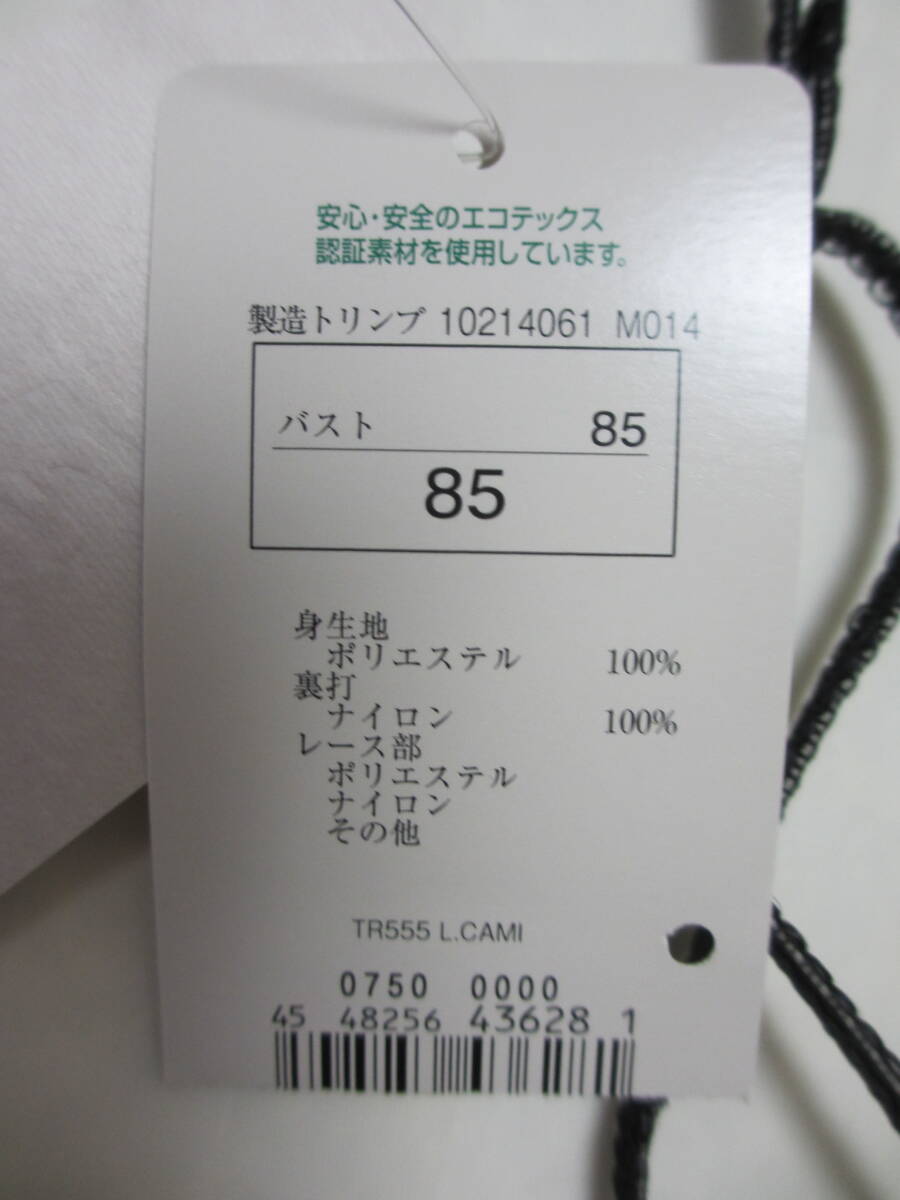 安心・安全のエコテックス
認証素材を使用しています。
製造トリンプ 10214061 M014
バスト 85
85
身生地
ポリエステル 100%
裏打
ナイロン 100%
レース部
ポリエステル
ナイロン
その他
TR555 L.CAMI
0750 0000
45 48256 43628 1